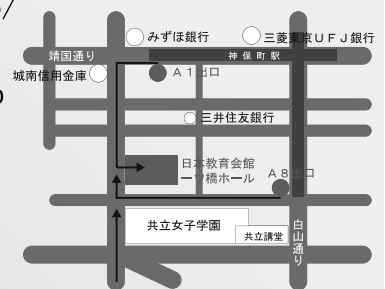 みずほ銀行
三菱東京ＵＦＪ銀行
靖国通り
神保町駅
城南信用金庫
Ａ１出口
三井住友銀行
日本教育会館
一ツ橋ホール
Ａ８出口
共立女子学園
共立講堂
白山通り